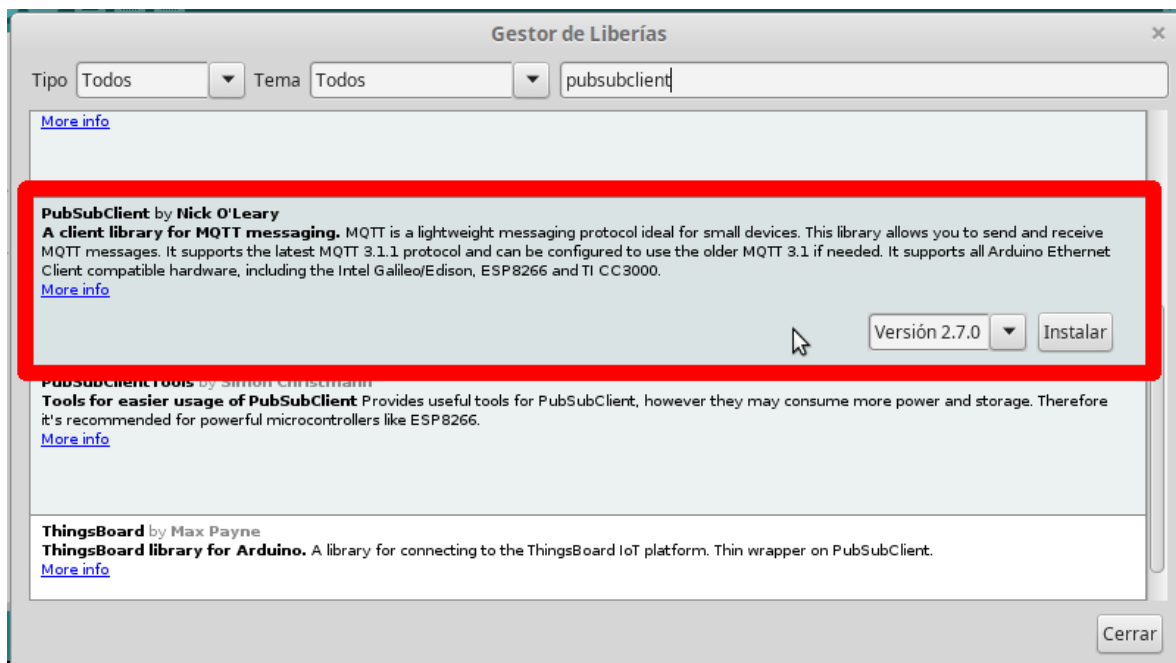 Gestor de Liberías
Tipo Todos Tema Todos pubsubclient
More info
PubSubClient by Nick O'Leary
A client library for MQTT messaging. MQTT is a lightweight messaging protocol ideal for small devices. This library allows you to send and receive
MQTT messages. It supports the latest MQTT 3.1.1 protocol and can be configured to use the older MQTT 3.1 if needed. It supports all Arduino Ethernet
Client compatible hardware, including the Intel Galileo/Edison, ESP8266 and TI CC3000.
More info
Versión 2.7.0 Instalar
PubSubClientTools by Simon Christmann
Tools for easier usage of PubSubClient Provides useful tools for PubSubClient, however they may consume more power and storage. Therefore
it's recommended for powerful microcontrollers like ESP8266.
More info
ThingsBoard by Max Payne
ThingsBoard library for Arduino. A library for connecting to the ThingsBoard IoT platform. Thin wrapper on PubSubClient.
More info
Cerrar